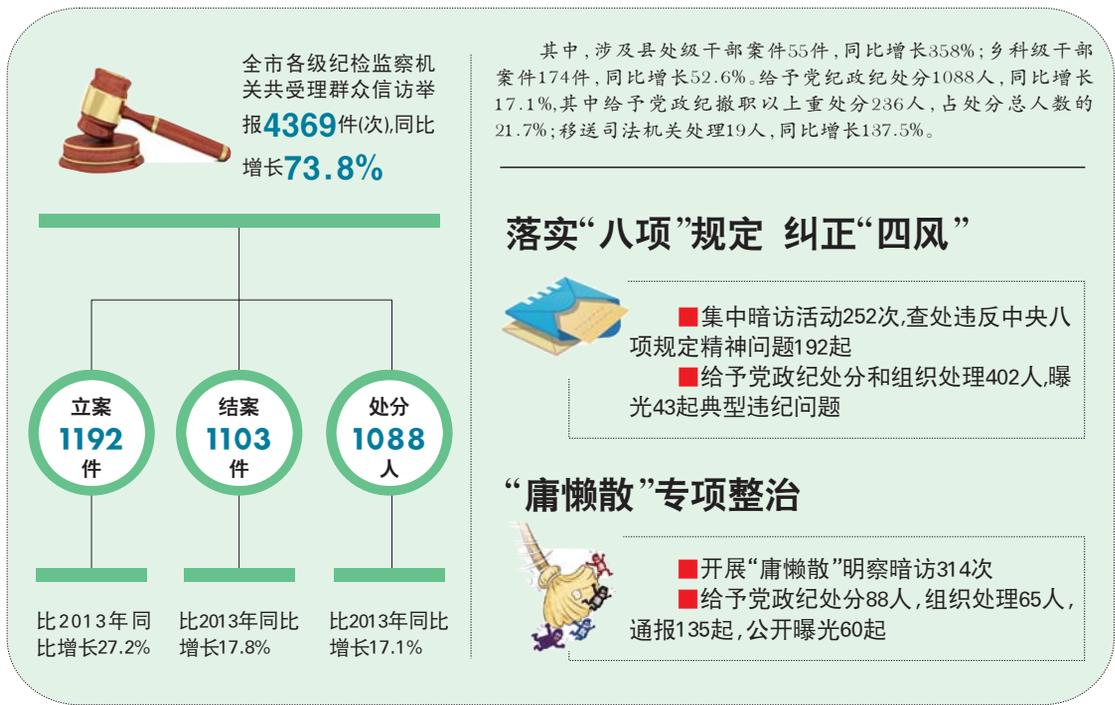 全市各级纪检监察机
关共受理群众信访举
报4369件(次),同比
增长73.8%
立案
1192
件
结案
1103
件
处分
1088
人
比2013年同
比增长27.2%
比2013年同比
增长17.8%
比2013年同比
增长17.1%
其中,涉及县处级干部案件55件,同比增长358%;乡科级干部
案件174件,同比增长52.6%。给予党纪政纪处分1088人,同比增长
17.1%,其中给予党政纪撤职以上重处分236人,占处分总人数的
21.7%;移送司法机关处理19人,同比增长137.5%。
落实“八项”规定 纠正“四风”
■集中暗访活动252次,查处违反中央八
项规定精神问题192起
■给予党政纪处分和组织处理402人,曝
光43起典型违纪问题
“庸懒散”专项整治
■开展“庸懒散”明察暗访314次
■给予党政纪处分88人,组织处理65人,
通报135起,公开曝光60起